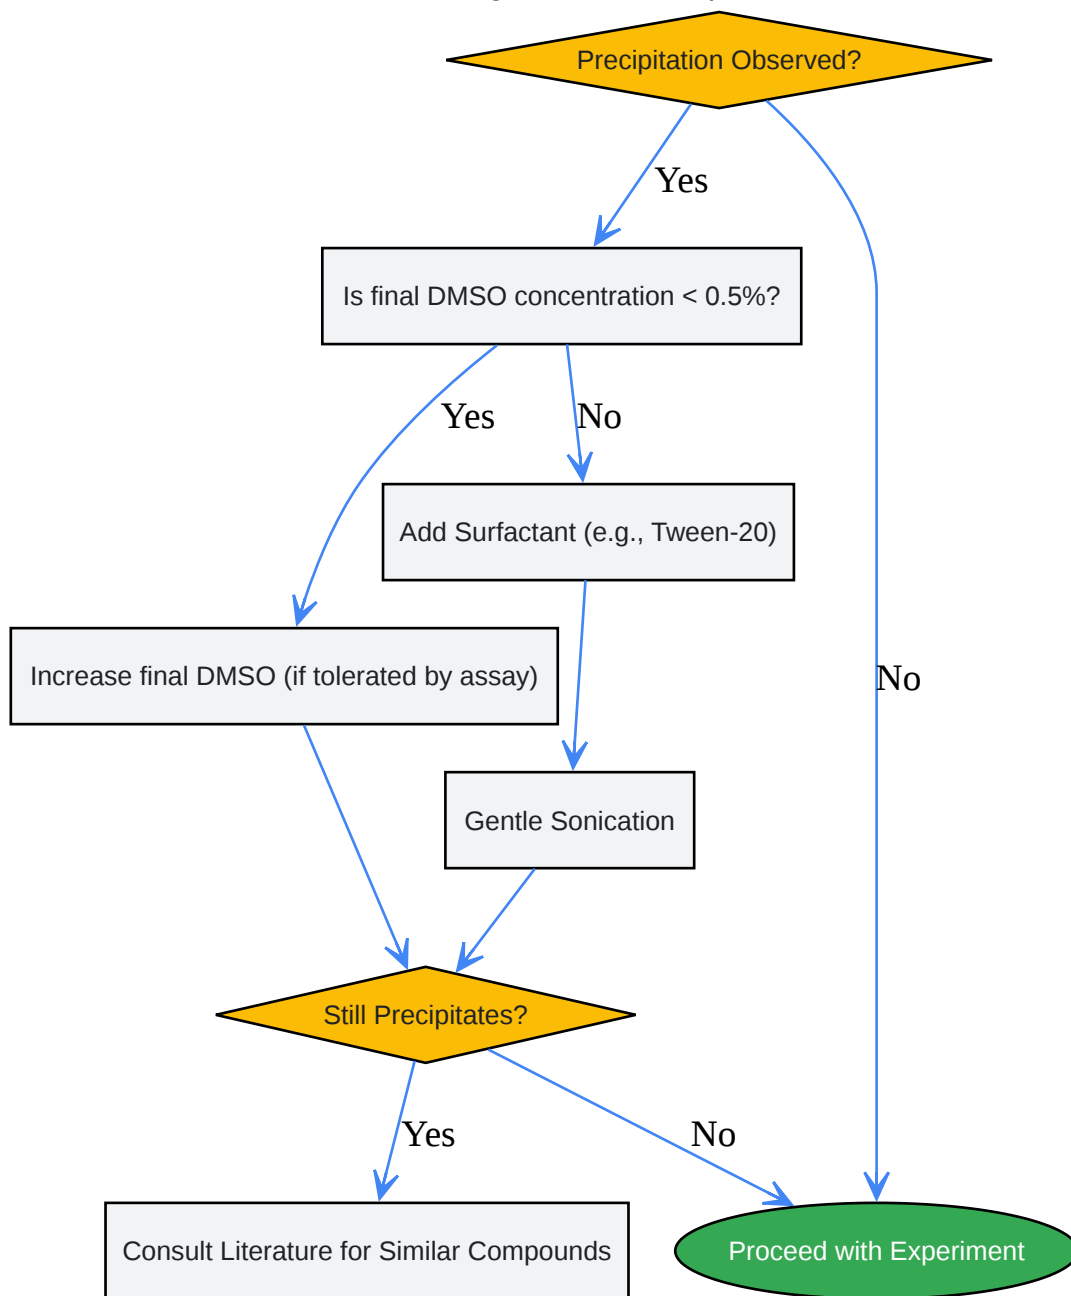 Precipitation Observed?
Yes
Is final DMSO concentration < 0.5%?
Yes
No
Add Surfactant (e.g., Tween-20)
Increase final DMSO (if tolerated by assay)
No
Gentle Sonication
Still Precipitates?
Yes
No
Consult Literature for Similar Compounds
Proceed with Experiment